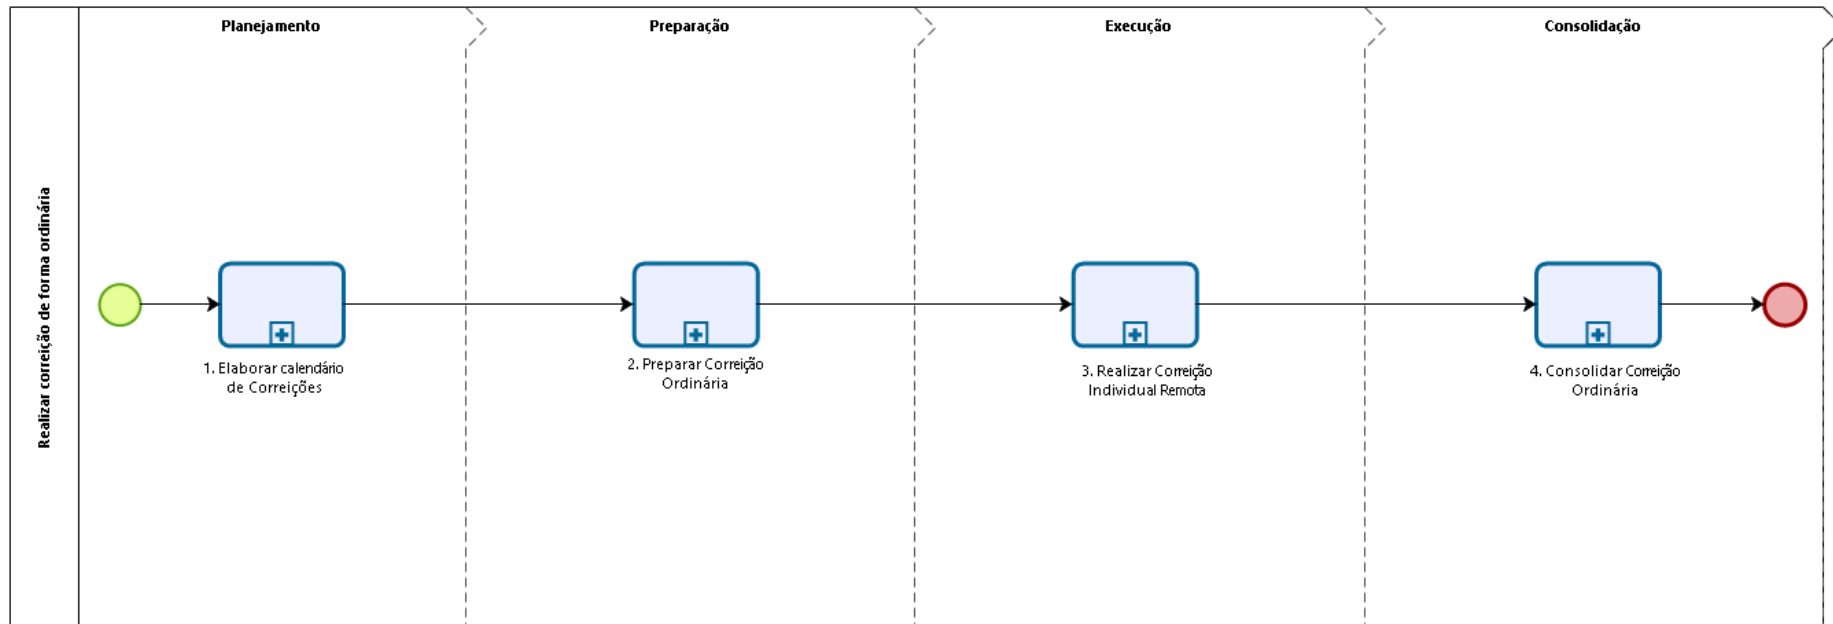 Realizar correição de forma ordinária
Planejamento
Preparação
Execução
Consolidação
1. Elaborar calendário
de Correições
2. Preparar Correição
Ordinária
3. Realizar Correição
Individual Remota
4. Consolidar Correição
Ordinária